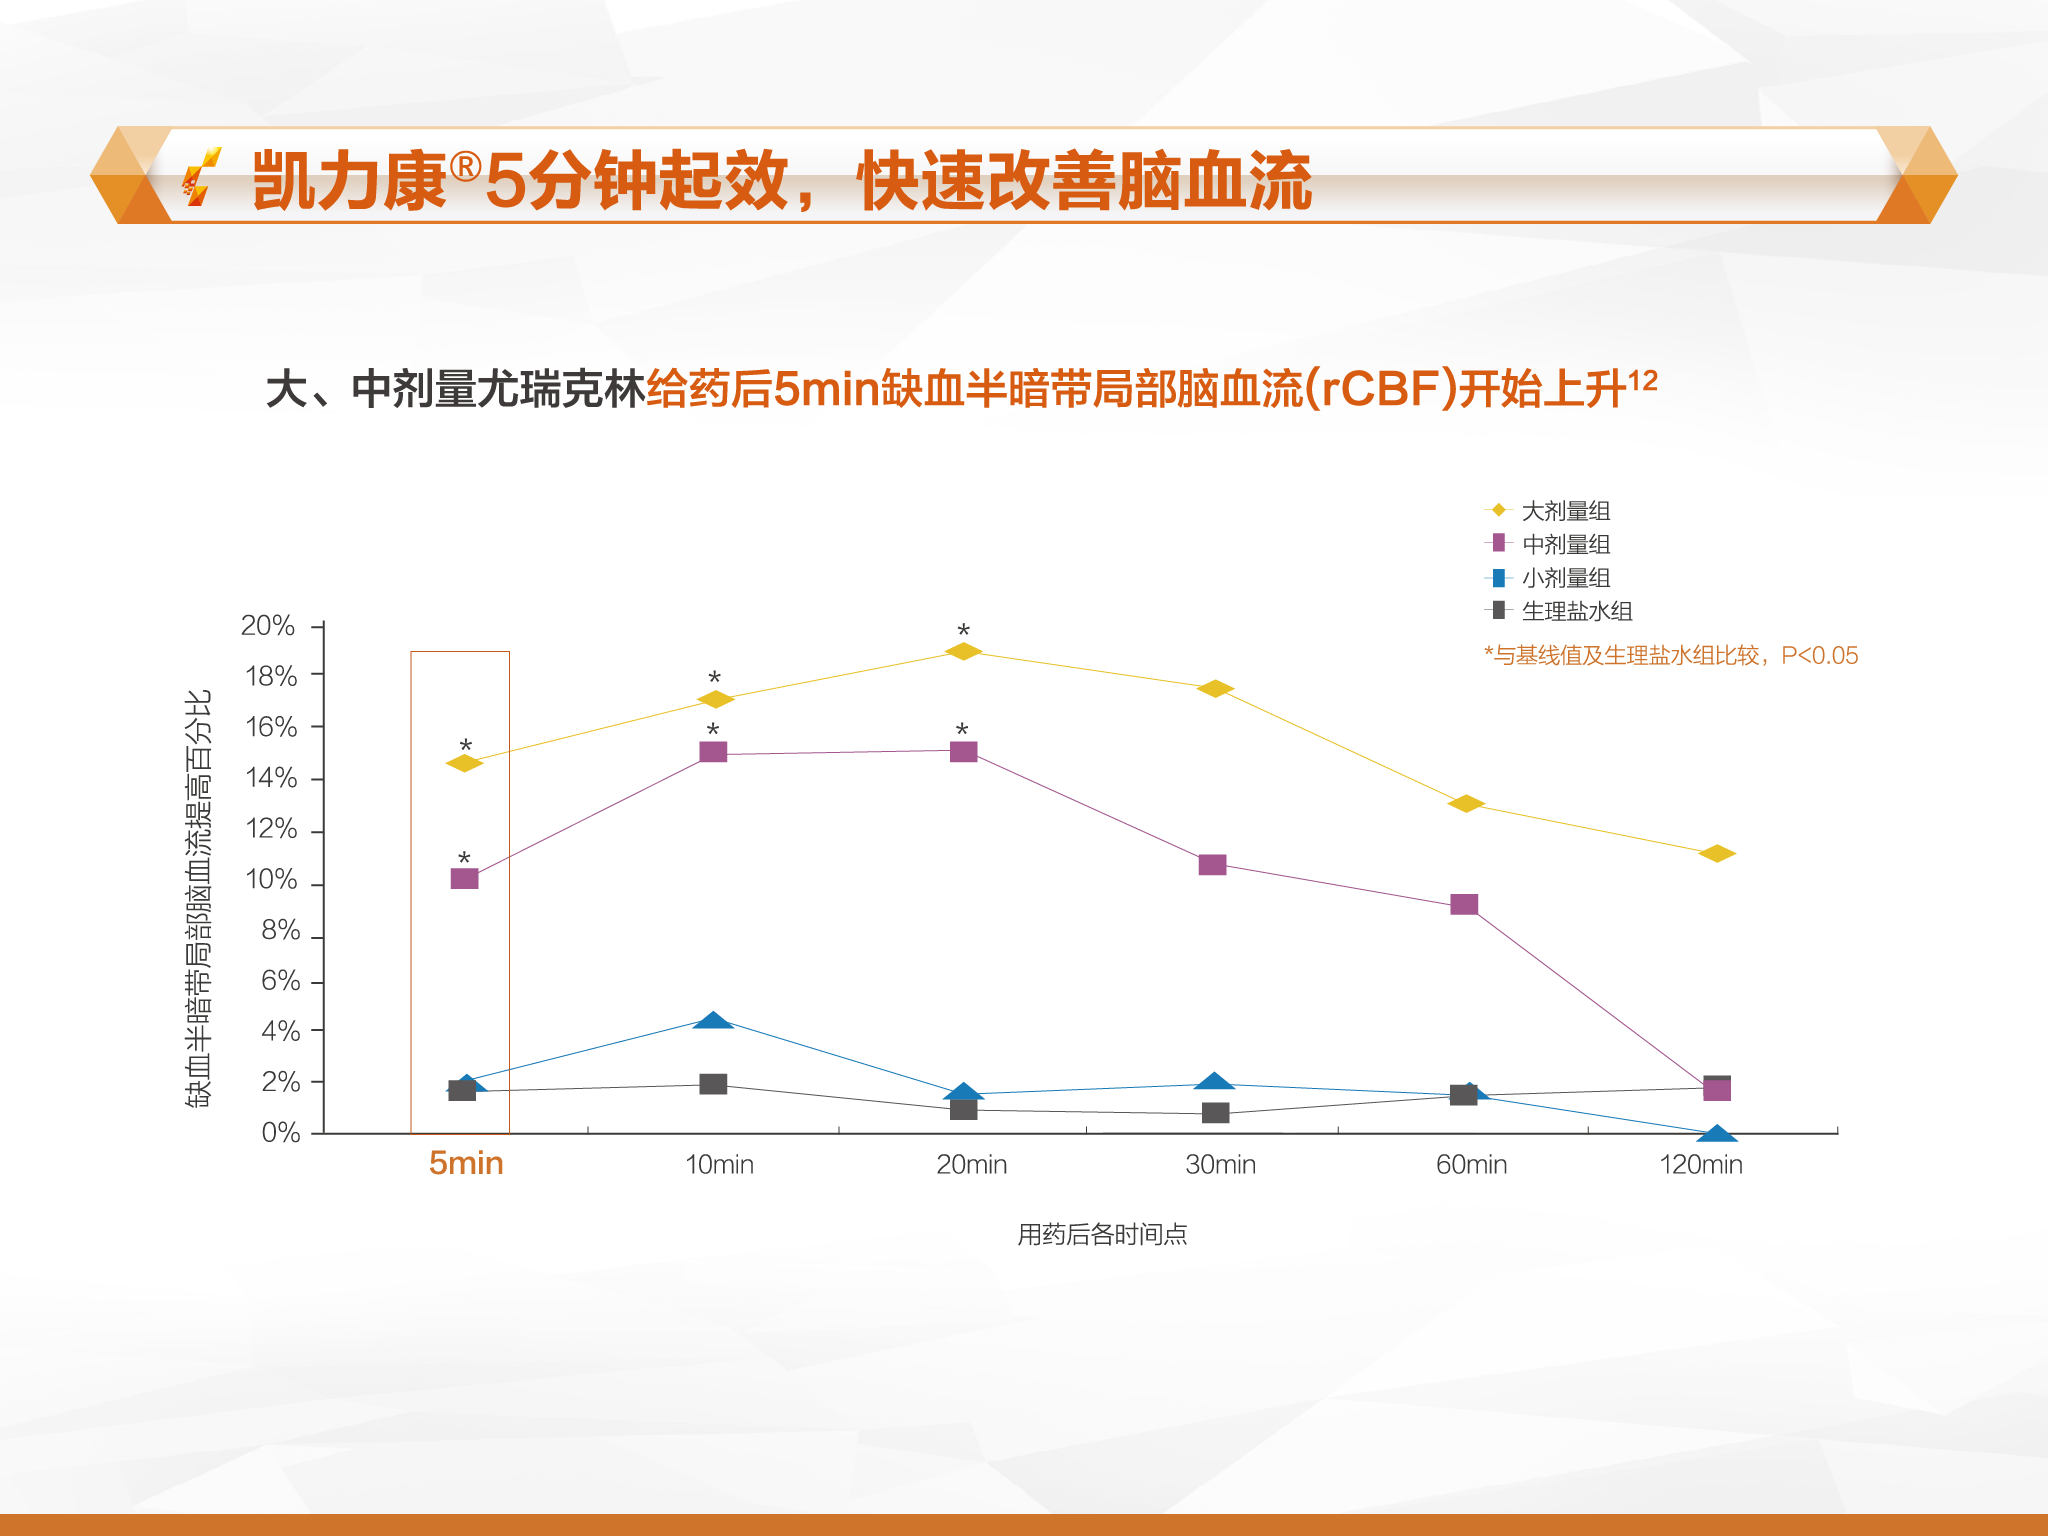 凯力康®5分钟起效，快速改善脑血流
大、中剂量尤瑞克林给药后5min缺血半暗带局部脑血流(rCBF)开始上升12
大剂量组
中剂量组
小剂量组
生理盐水组
*与基线值及生理盐水组比较，P<0.05
缺血半暗带局部脑血流提高百分比
20%
18%
16%
14%
12%
10%
8%
6%
4%
2%
0%
*
*
*
*
*
*
5min 10min 20min 30min 60min 120min
用药后各时间点